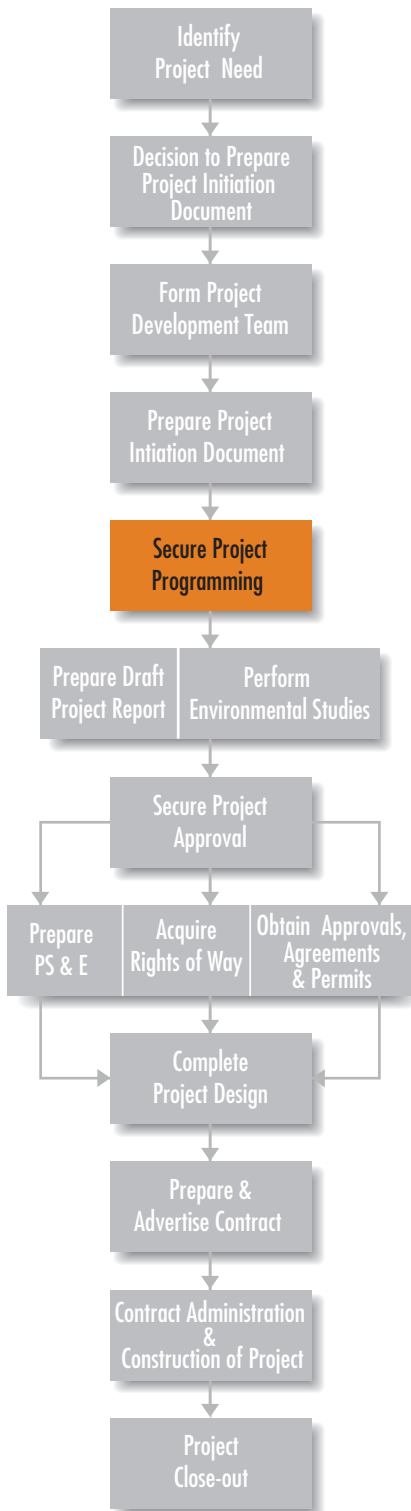 Identify
Project Need
Decision to Prepare
Project Initiation
Document
Form Project
Development Team
Prepare Project
Intiation Document
Secure Project
Programming
Prepare Draft
Project Report
Perform
Environmental Studies
Secure Project
Approval
Prepare
PS & E
Acquire
Rights of Way
Obtain Approvals,
Agreements
& Permits
Complete
Project Design
Prepare &
Advertise Contract
Contract Administration
&
Construction of Project
Project
Close-out